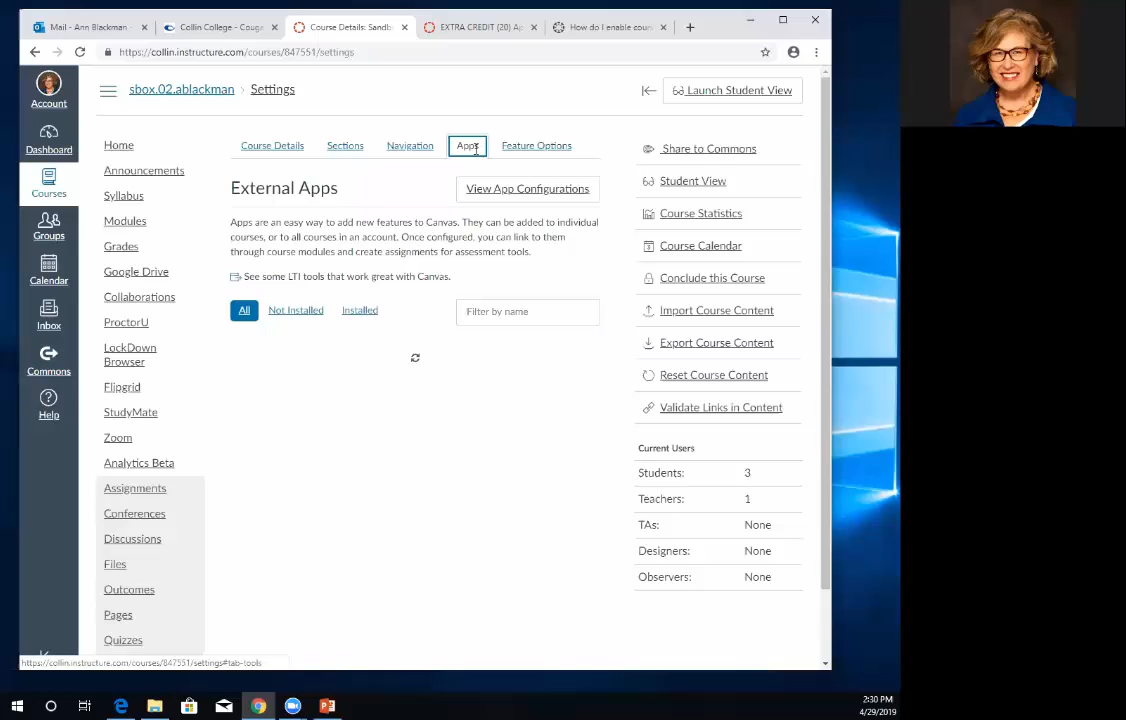 Mail - Ann Blackman
Collin College - Couga
Course Details: Sandb
EXTRA CREDIT (20) Ap
How do I enable cour
https://collin.instructure.com/courses/847551/settings
Account
Dashboard
Courses
Groups
Calendar
Inbox
Commons
Help
sbox.02.ablackman
Settings
Launch Student View
Home
Announcements
Syllabus
Modules
Grades
Google Drive
Collaborations
ProctorU
LockDown
Browser
Flipgrid
StudyMate
Zoom
Analytics Beta
Assignments
Conferences
Discussions
Files
Outcomes
Pages
Quizzes
Course Details
Sections
Navigation
Apps
Feature Options
External Apps
View App Configurations
Apps are an easy way to add new features to Canvas. They can be added to individual
courses, or to all courses in an account. Once configured, you can link to them
through course modules and create assignments for assessment tools.
See some LTI tools that work great with Canvas.
All
Not Installed
Installed
Filter by name
Share to Commons
Student View
Course Statistics
Course Calendar
Conclude this Course
Import Course Content
Export Course Content
Reset Course Content
Validate Links in Content
Current Users
Students: 3
Teachers: 1
TAs: None
Designers: None
Observers: None
https://collin.instructure.com/courses/847551/settings#tab-tools
2:30 PM
4/29/2019